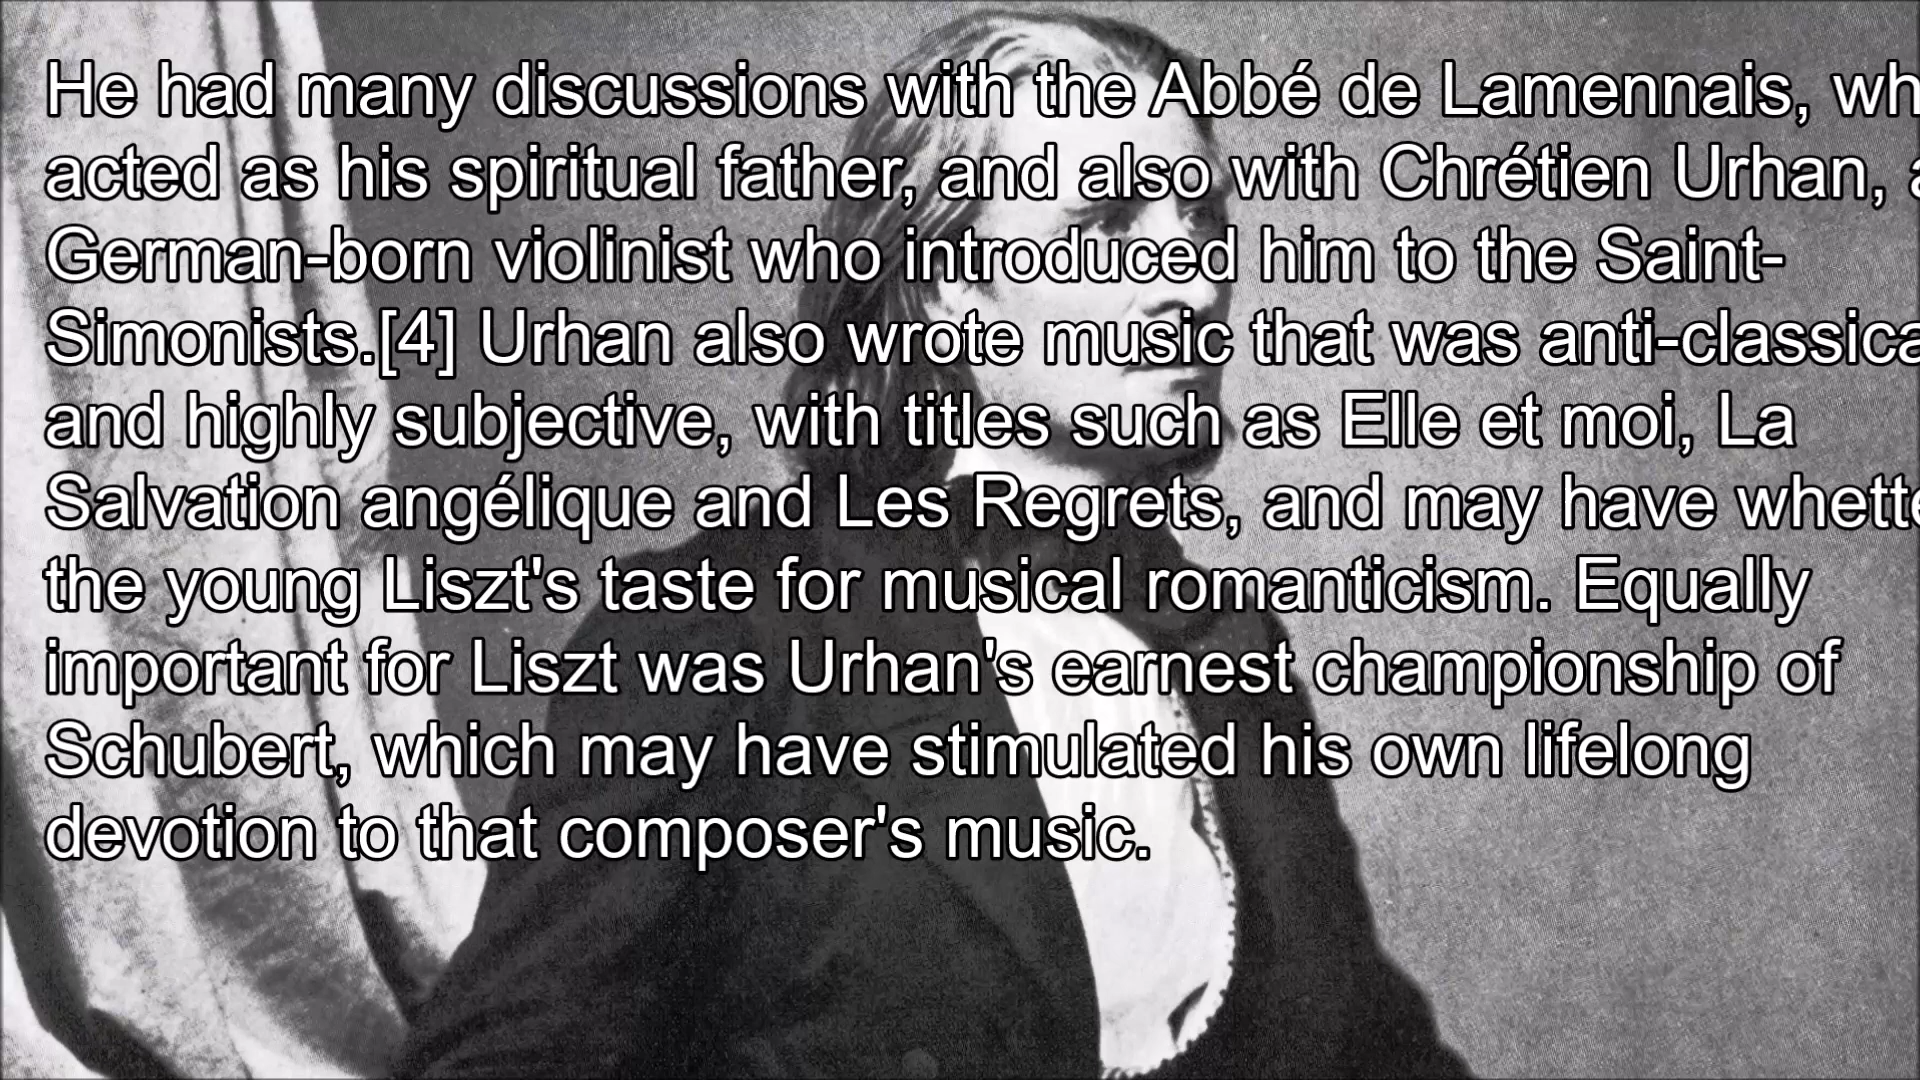 He had many discussions with the Abbé de Lamennais, wh
acted as his spiritual father, and also with Chrétien Urhan, a
German-born violinist who introduced him to the Saint-
Simonists.[4] Urhan also wrote music that was anti-classica
and highly subjective, with titles such as Elle et moi, La
Salvation angélique and Les Regrets, and may have whette
the young Liszt's taste for musical romanticism. Equally
important for Liszt was Urhan's earnest championship of
Schubert, which may have stimulated his own lifelong
devotion to that composer's music.